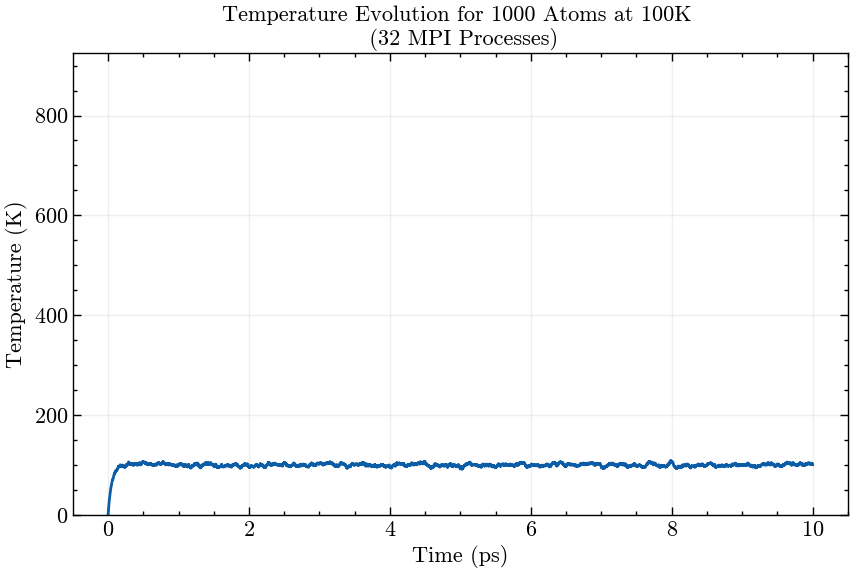 Temperature Evolution for 1000 Atoms at 100K
(32 MPI Processes)
Temperature (K)
800
600
400
200
0
0 2 4 6 8 10
Time (ps)